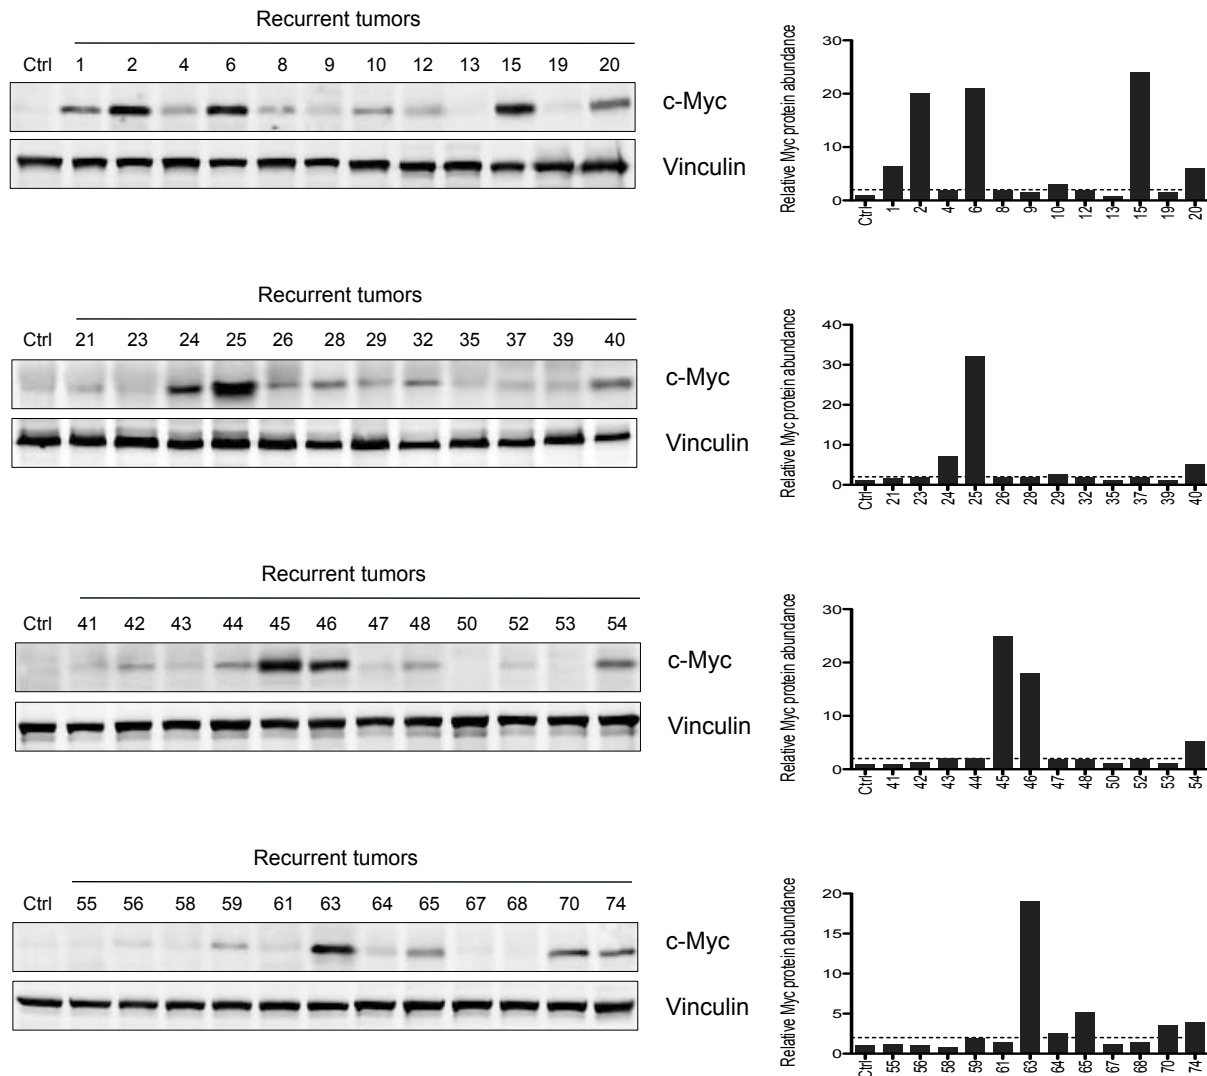 Recurrent tumors
Ctrl 1 2 4 6 8 9 10 12 13 15 19 20
c-Myc
Vinculin
Relative Myc protein abundance
30
20
10
0
Ctrl 1 2 4 6 8 9 10 12 13 15 19 20
Recurrent tumors
Ctrl 21 23 24 25 26 28 29 32 35 37 39 40
c-Myc
Vinculin
Relative Myc protein abundance
40
30
20
10
0
Ctrl 21 23 24 25 26 28 29 32 35 37 39 40
Recurrent tumors
Ctrl 41 42 43 44 45 46 47 48 50 52 53 54
c-Myc
Vinculin
Relative Myc protein abundance
30
20
10
0
Ctrl 41 42 43 44 45 46 47 48 50 52 53 54
Recurrent tumors
Ctrl 55 56 58 59 61 63 64 65 67 68 70 74
c-Myc
Vinculin
Relative Myc protein abundance
20
15
10
5
0
Ctrl 55 56 58 59 61 63 64 65 67 68 70 74